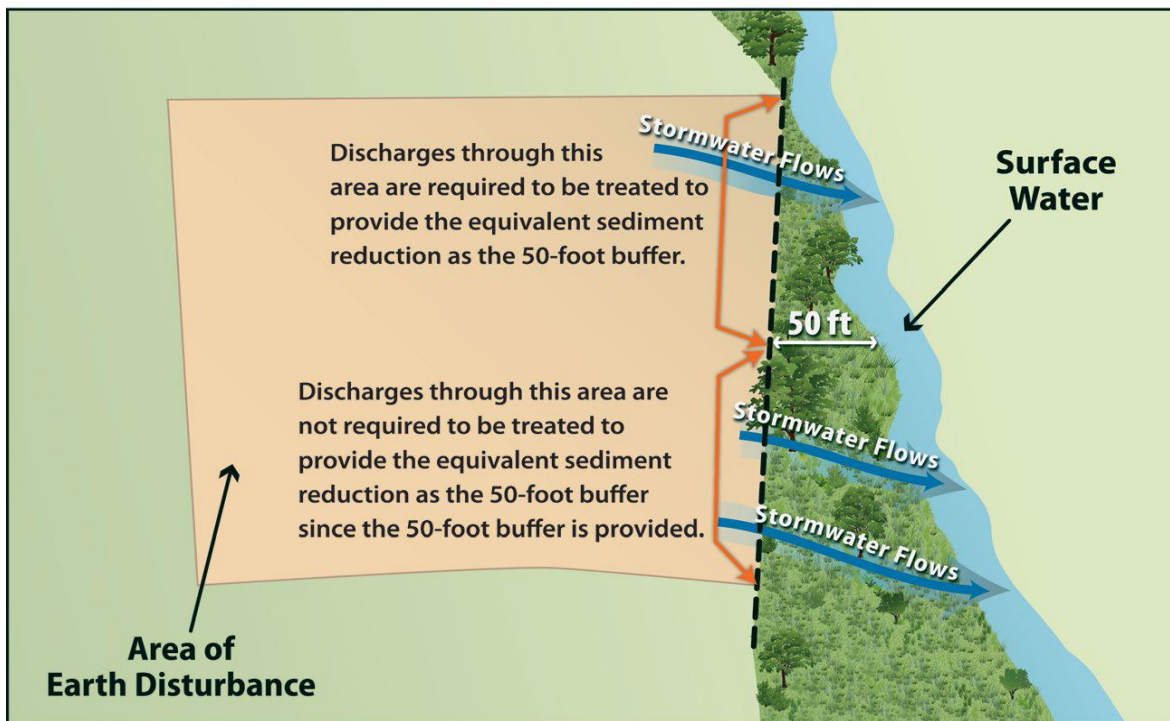 Stormwater Flows
Discharges through this
area are required to be treated to
provide the equivalent sediment
reduction as the 50-foot buffer.
Surface
Water
50 ft
Discharges through this area are
not required to be treated to
provide the equivalent sediment
reduction as the 50-foot buffer
since the 50-foot buffer is provided.
Stormwater Flows
Stormwater Flows
Area of
Earth Disturbance